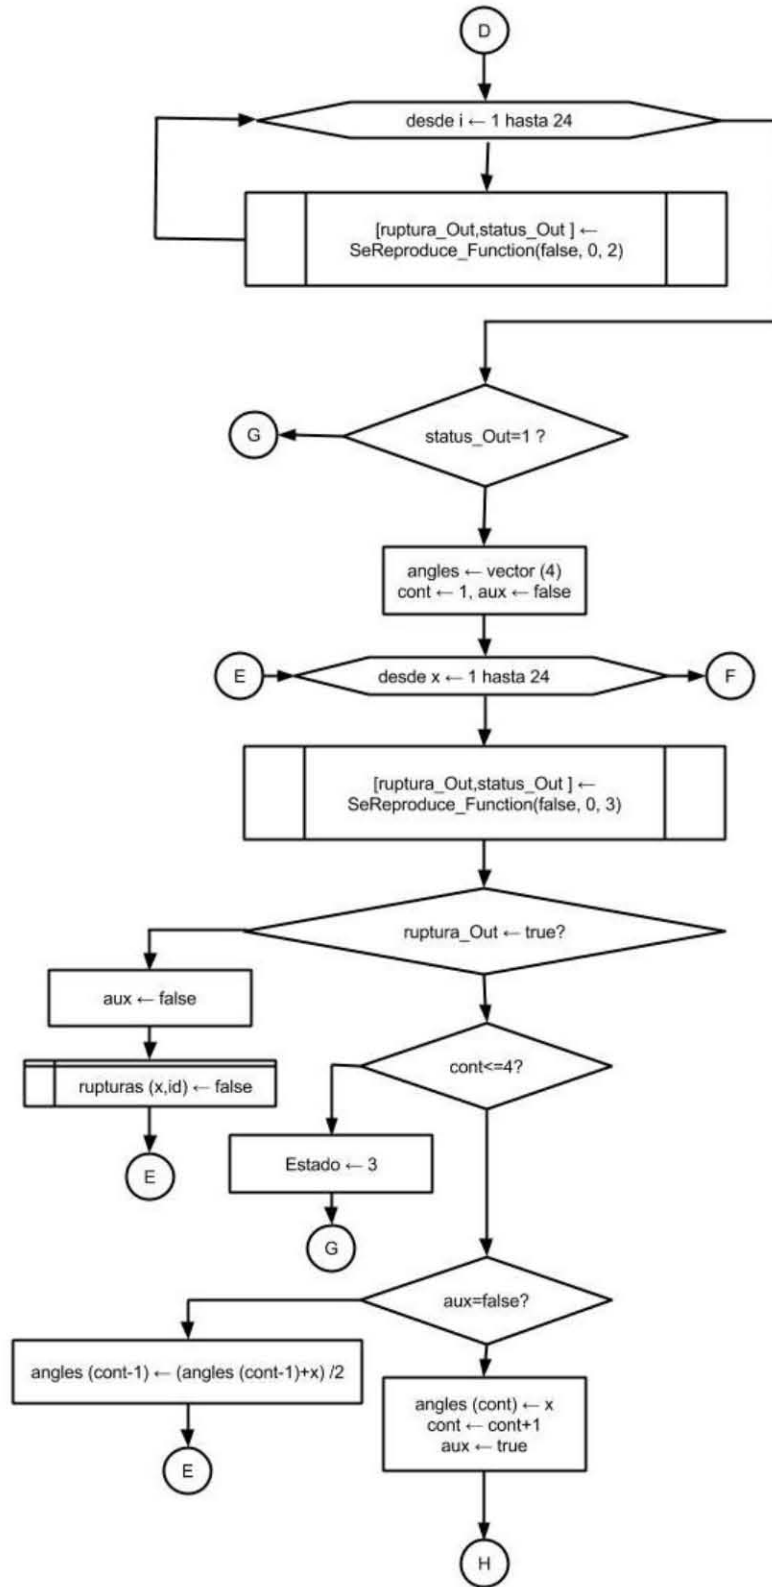 D
desde i ← 1 hasta 24
[ruptura_Out,status_Out ] ←
SeReproduce_Function(false, 0, 2)
G
status_Out=1 ?
angles ← vector (4)
cont ← 1, aux ← false
E
desde x ← 1 hasta 24
F
[ruptura_Out,status_Out ] ←
SeReproduce_Function(false, 0, 3)
ruptura_Out ← true?
aux ← false
rupturas (x,id) ← false
E
cont<=4?
Estado ← 3
G
aux=false?
angles (cont-1) ← (angles (cont-1)+x) /2
E
angles (cont) ← x
cont ← cont+1
aux ← true
H